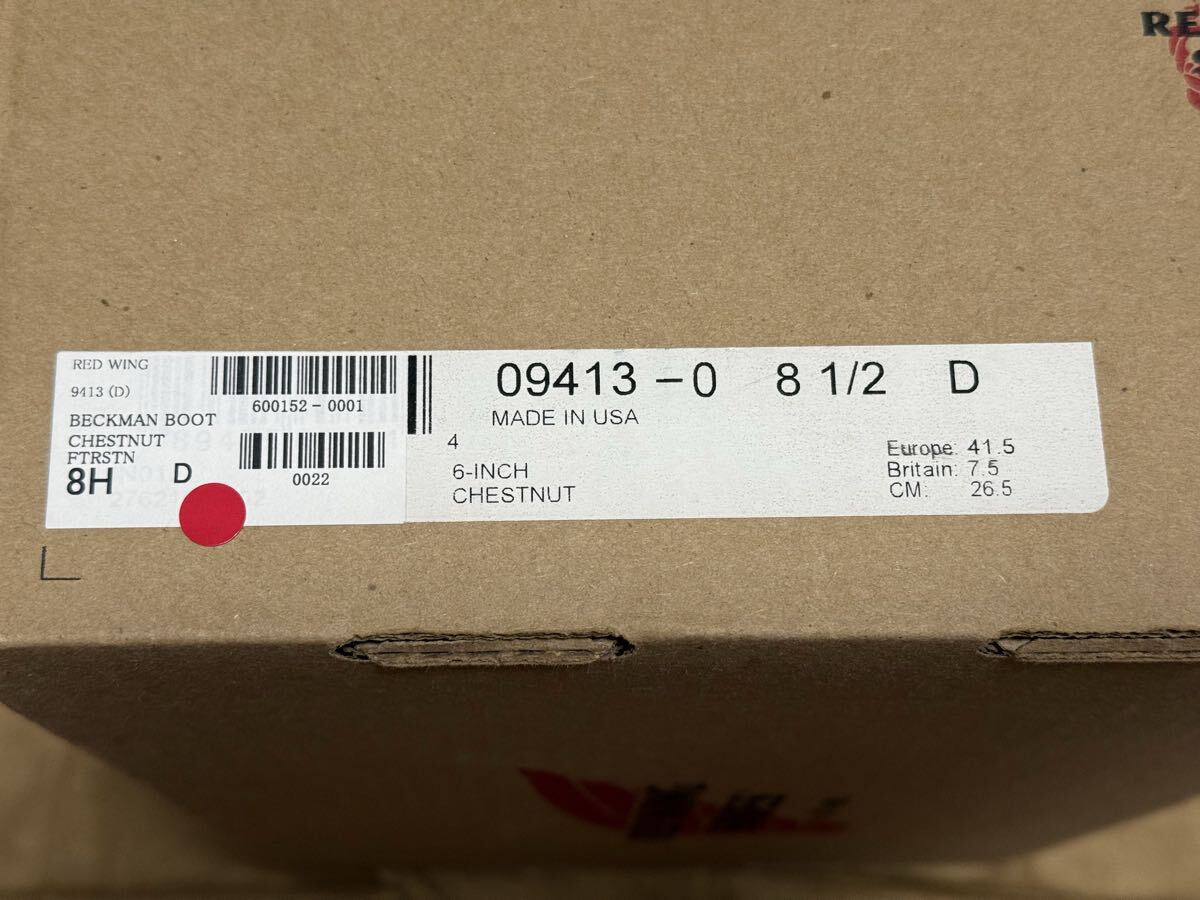 RE
RED WING
9413 (D)
BECKMAN BOOT
CHESTNUT
FTRSTN
8H D
600152-0001
0022
09413-0 8 1/2 D
MADE IN USA
4
6-INCH
CHESTNUT
Europe: 41.5
Britain: 7.5
CM: 26.5